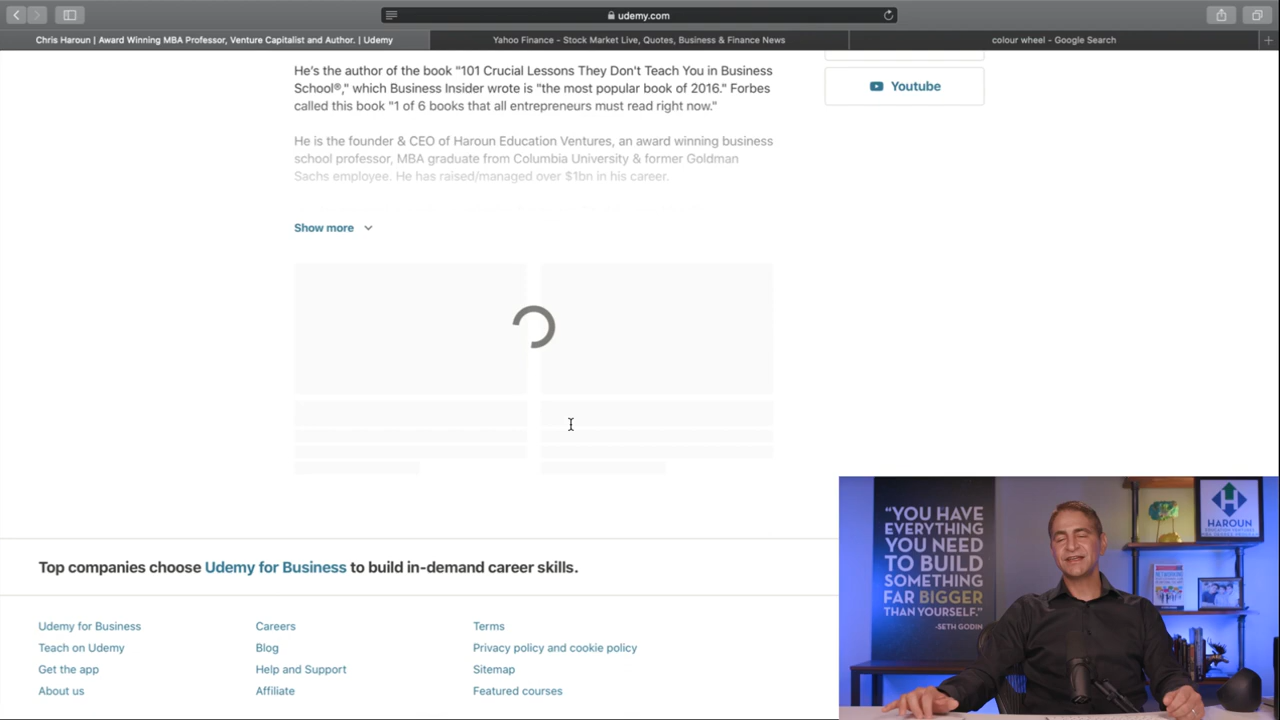 udemy.com
Chris Haroun | Award Winning MBA Professor, Venture Capitalist and Author. | Udemy
Yahoo Finance - Stock Market Live, Quotes, Business & Finance News
colour wheel - Google Search
He's the author of the book "101 Crucial Lessons They Don't Teach You in Business
School®," which Business Insider wrote is "the most popular book of 2016." Forbes
called this book "1 of 6 books that all entrepreneurs must read right now."
He is the founder & CEO of Haroun Education Ventures, an award winning business
school professor, MBA graduate from Columbia University & former Goldman
Sachs employee. He has raised/managed over $1bn in his career.
Show more
Youtube
Top companies choose Udemy for Business to build in-demand career skills.
Udemy for Business
Teach on Udemy
Get the app
About us
Careers
Blog
Help and Support
Affiliate
Terms
Privacy policy and cookie policy
Sitemap
Featured courses
"YOU HAVE
EVERYTHING
YOU NEED
TO BUILD
SOMETHING
FAR BIGGER
THAN YOURSELF."
-SETH GODIN
HAROUN